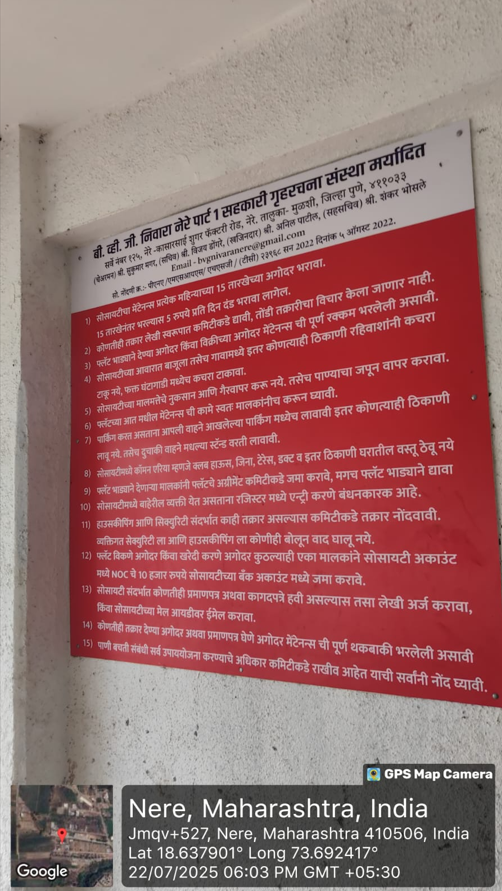 बी. व्ही. जी. निवारा नेरे पार्ट 1 सहकारी गृहरचना संस्था मर्यादित
सर्वे नंबर १२५, नेरे -कासारसाई शुगर फॅक्टरी रोड, नेरे. तालुका- मुळशी, जिल्हा पुणे, ४११०३३
(चेअरमन) श्री. सुकुमार मगर, (सचिव) श्री. विजय डोंगरे, (खजिनदार) श्री. अनिल पाटील, (सहसचिव) श्री. शंकर भोसले
Email - bvgnivaranere@gmail.com
सो. नोंदणी क्र.:- पीएनए /एमएसआयएस/ एचएसजी / (टीसी) २३९६८ सन 2022 दिनांक ५ ऑगस्ट 2022.
1) सोसायटीचा मेंटेनन्स प्रत्येक महिन्याच्या 15 तारखेच्या अगोदर भरावा.
15 तारखेनंतर भरल्यास 5 रुपये प्रति दिन दंड भरावा लागेल.
2) कोणतीही तक्रार लेखी स्वरूपात कमिटीकडे द्यावी, तोंडी तक्रारीचा विचार केला जाणार नाही.
3) फ्लॅट भाड्याने देण्या अगोदर किंवा विक्रीच्या अगोदर मेंटेनन्स ची पूर्ण रक्कम भरलेली असावी.
4) सोसायटीच्या आवारात बाजूला तसेच गावामध्ये इतर कोणत्याही ठिकाणी रहिवाशांनी कचरा
टाकू नये, फक्त घंटागाडी मध्येच कचरा टाकावा.
5) सोसायटीच्या मालमत्तेचे नुकसान आणि गैरवापर करू नये. तसेच पाण्याचा जपून वापर करावा.
6) फ्लॅटच्या आत मधील मेंटेनन्स ची कामे स्वतः मालकांनीच करून घ्यावी.
7) पार्किंग करत असताना आपली वाहने आखलेल्या पार्किंग मध्येच लावावी इतर कोणत्याही ठिकाणी
लावू नये. तसेच दुचाकी वाहने मधल्या स्टॅन्ड वरती लावावी.
8) सोसायटीमध्ये कॉमन एरिया म्हणजे क्लब हाऊस, जिना, टेरेस, डक्ट व इतर ठिकाणी घरातील वस्तू ठेवू नये
9) फ्लॅट भाड्याने देणाऱ्या मालकांनी फ्लॅटचे अग्रीमेंट कमिटीकडे जमा करावे, मगच फ्लॅट भाड्याने द्यावा
10) सोसायटीमध्ये बाहेरील व्यक्ती येत असताना रजिस्टर मध्ये एन्ट्री करणे बंधनकारक आहे.
11) हाउसकीपिंग आणि सिक्युरिटी संदर्भात काही तक्रार असल्यास कमिटीकडे तक्रार नोंदवावी.
व्यक्तिगत सेक्युरिटी ला आणि हाउसकीपिंग ला कोणीही बोलून वाद घालू नये.
12) फ्लॅट विकणे अगोदर किंवा खरेदी करणे अगोदर कुठल्याही एका मालकाने सोसायटी अकाउंट
मध्ये NOC चे 10 हजार रुपये सोसायटीच्या बँक अकाउंट मध्ये जमा करावे.
13) सोसायटी संदर्भात कोणतीही प्रमाणपत्र अथवा कागदपत्रे हवी असल्यास तसा लेखी अर्ज करावा,
किंवा सोसायटीच्या मेल आयडीवर ईमेल करावा.
14) कोणतीही तक्रार देण्या अगोदर अथवा प्रमाणपत्र घेणे अगोदर मेंटेनन्स ची पूर्ण थकबाकी भरलेली असावी
15) पाणी बचती संबंधी सर्व उपाययोजना करण्याचे अधिकार कमिटीकडे राखीव आहेत याची सर्वांनी नोंद घ्यावी.
GPS Map Camera
Nere, Maharashtra, India
Jmqv+527, Nere, Maharashtra 410506, India
Lat 18.637901° Long 73.692417°
22/07/2025 06:03 PM GMT +05:30
Google